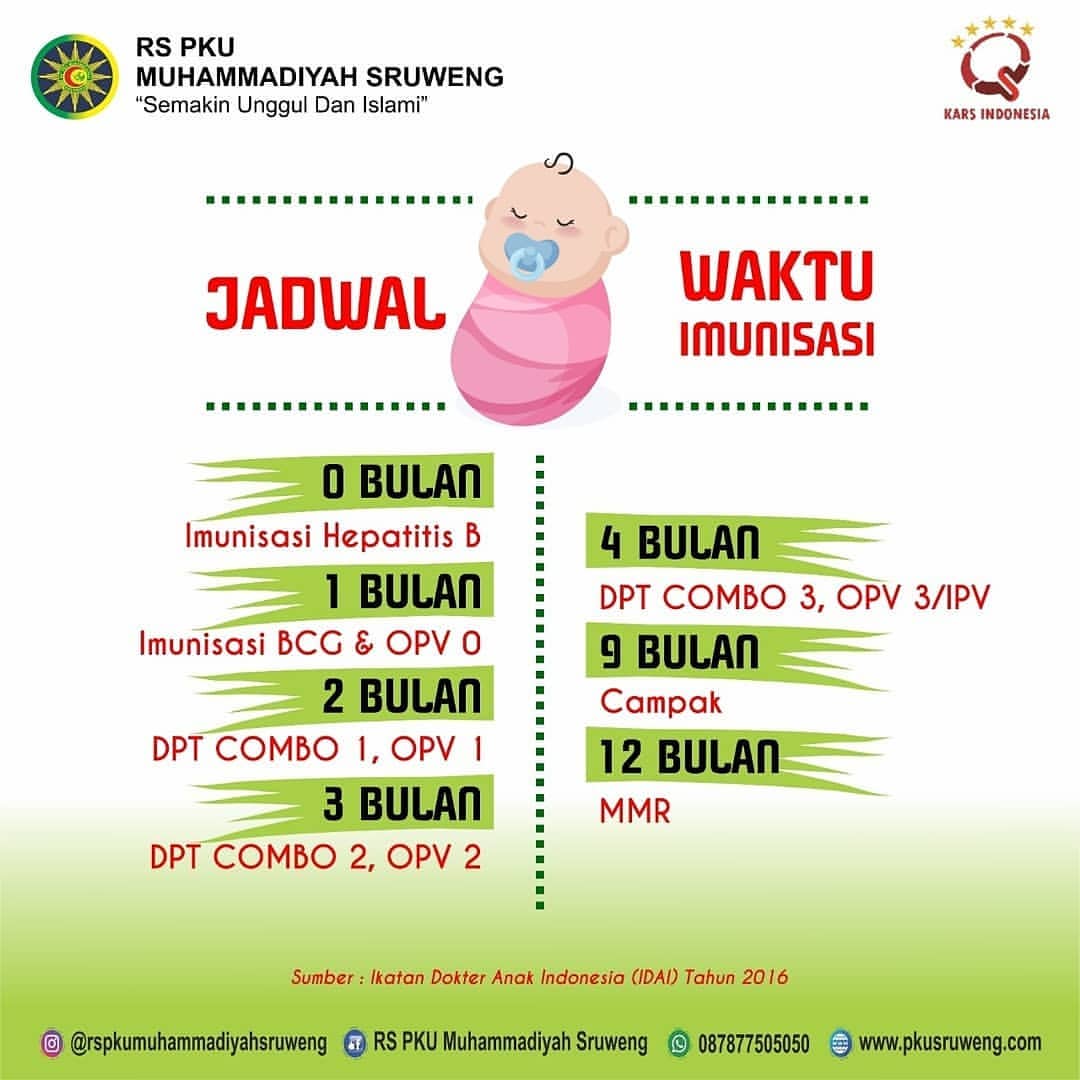 RS PKU
MUHAMMADIYAH SRUWENG
"Semakin Unggul Dan Islami"
KARS INDONESIA
JADWAL
WAKTU
IMUNISASI
0 BULAN
Imunisasi Hepatitis B
1 BULAN
Imunisasi BCG & OPV 0
2 BULAN
DPT COMBO 1, OPV 1
3 BULAN
DPT COMBO 2, OPV 2
4 BULAN
DPT COMBO 3, OPV 3/IPV
9 BULAN
Campak
12 BULAN
MMR
Sumber : Ikatan Dokter Anak Indonesia (IDAI) Tahun 2016
@rspkumuhammadiyahsruweng RS PKU Muhammadiyah Sruweng 087877505050 www.pkusruweng.com